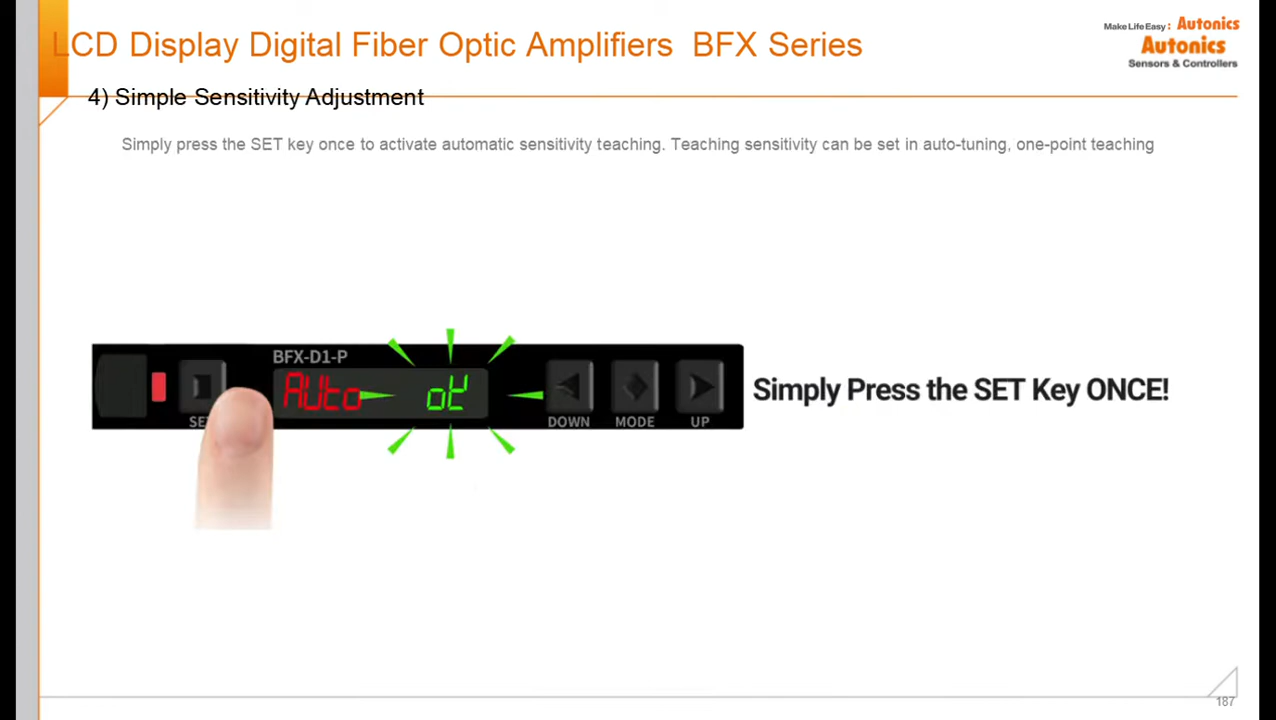 LCD Display Digital Fiber Optic Amplifiers BFX Series
Make Life Easy: Autonics
Autonics
Sensors & Controllers
4) Simple Sensitivity Adjustment
Simply press the SET key once to activate automatic sensitivity teaching. Teaching sensitivity can be set in auto-tuning, one-point teaching
BFX-D1-P
AUto oK
Simply Press the SET Key ONCE!
DOWN MODE UP
187